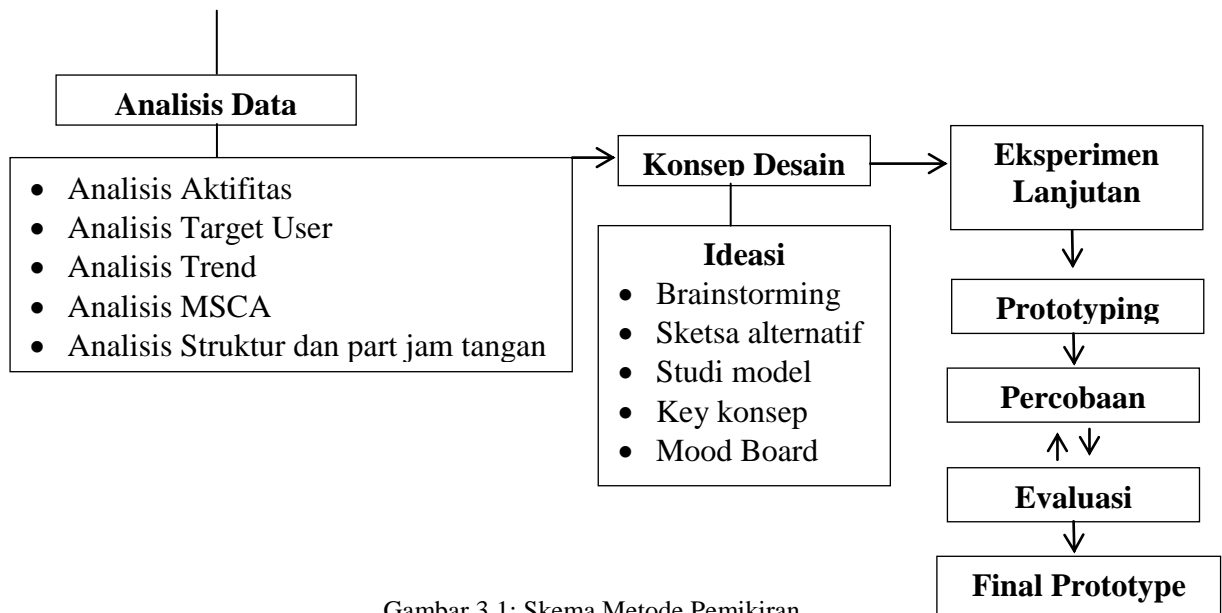 Analisis Data
• Analisis Aktifitas
• Analisis Target User
• Analisis Trend
• Analisis MSCA
• Analisis Struktur dan part jam tangan
Konsep Desain
Ideasi
• Brainstorming
• Sketsa alternatif
• Studi model
• Key konsep
• Mood Board
Eksperimen
Lanjutan
Prototyping
Percobaan
Evaluasi
Final Prototype
Gambar 3.1: Skema Metode Pemikiran